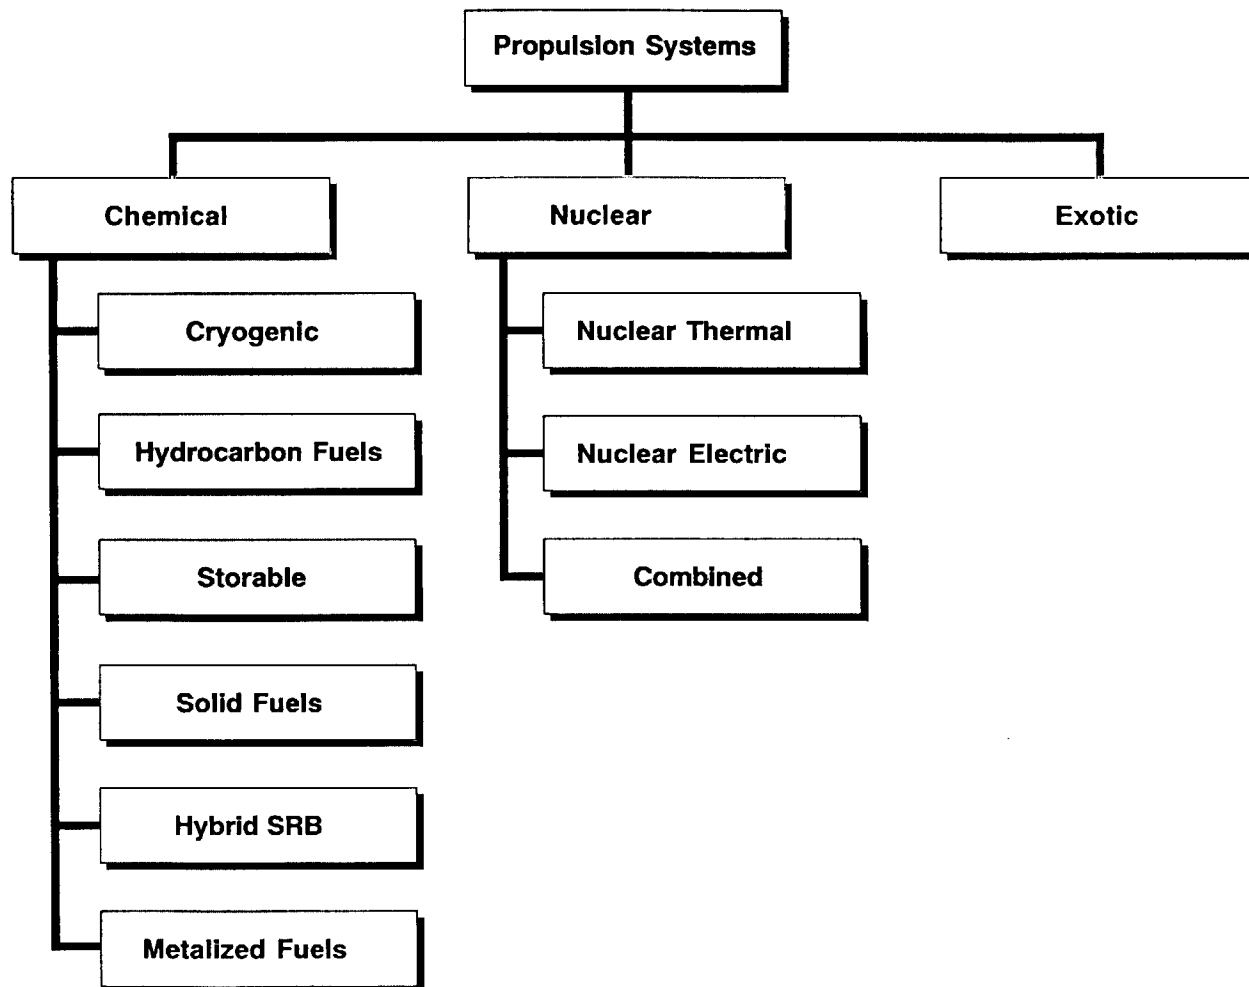 Propulsion Systems
Chemical
Nuclear
Exotic
Cryogenic
Hydrocarbon Fuels
Storable
Solid Fuels
Hybrid SRB
Metalized Fuels
Nuclear Thermal
Nuclear Electric
Combined